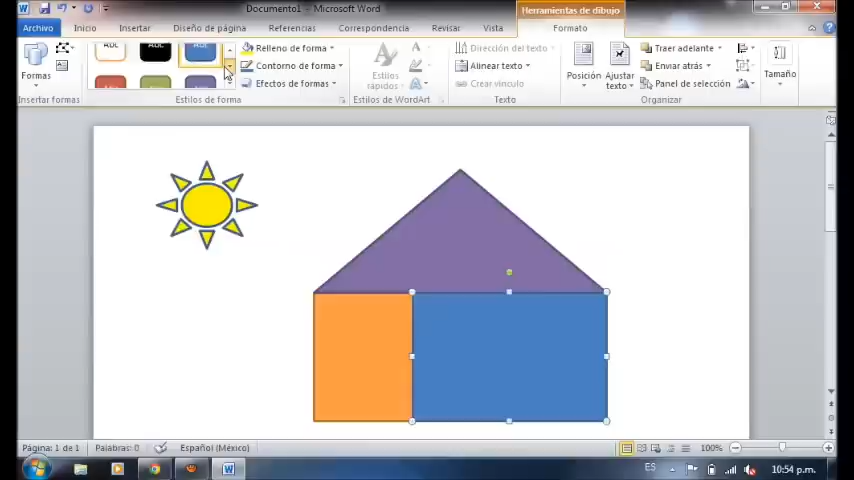 Documento1 - Microsoft Word
Herramientas de dibujo
Archivo Inicio Insertar Diseño de página Referencias Correspondencia Revisar Vista Formato
Abc Abc Abc
Relleno de forma
Contorno de forma
Efectos de formas
Formas
Estilos rápidos
Dirección del texto
Alinear texto
Crear vínculo
Posición
Ajustar texto
Traer adelante
Enviar atrás
Panel de selección
Tamaño
Insertar formas Estilos de forma Estilos de WordArt Texto Organizar
Página: 1 de 1 Palabras: 0 Español (México) 100%
ES 10:54 p.m.